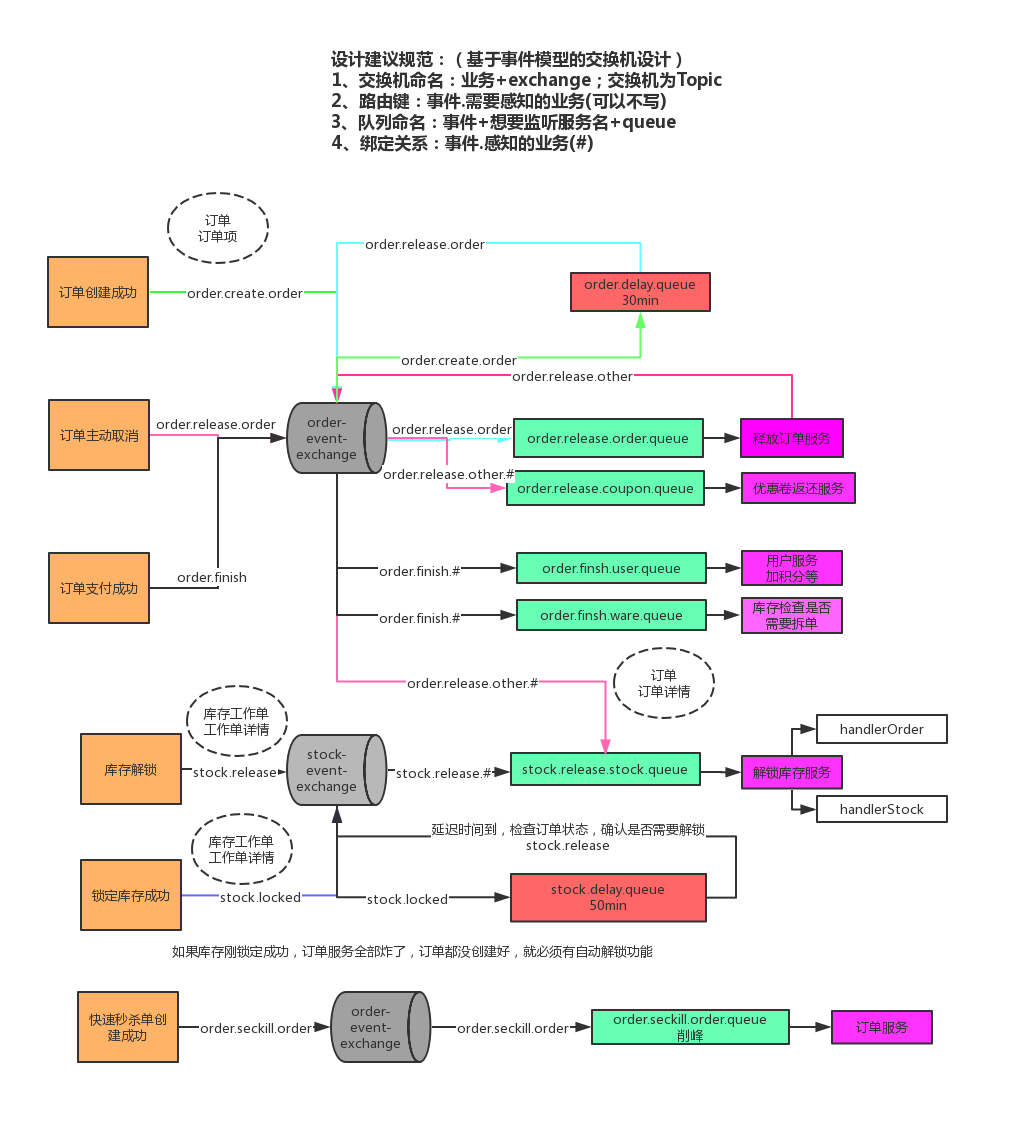 设计建议规范：（基于事件模型的交换机设计）
1、交换机命名：业务+exchange；交换机为Topic
2、路由键：事件.需要感知的业务(可以不写)
3、队列命名：事件+想要监听服务名+queue
4、绑定关系：事件.感知的业务(#)
订单
订单项
order.release.order
订单创建成功
order.create.order
order.delay.queue
30min
order.create.order
order.release.other
订单主动取消
order.release.order
order-
event-
exchange
order.release.order
order.release.order.queue
释放订单服务
order.release.other.#
order.release.coupon.queue
优惠卷返还服务
订单支付成功
order.finish
order.finish.#
order.finsh.user.queue
用户服务
加积分等
order.finish.#
order.finsh.ware.queue
库存检查是否
需要拆单
order.release.other.#
订单
订单详情
库存工作单
工作单详情
库存解锁
stock.release
stock-
event-
exchange
stock.release.#
stock.release.stock.queue
解锁库存服务
handlerOrder
handlerStock
库存工作单
工作单详情
延迟时间到，检查订单状态，确认是否需要解锁
stock.release
锁定库存成功
stock.locked
stock.locked
stock.delay.queue
50min
如果库存刚锁定成功，订单服务全部炸了，订单都没创建好，就必须有自动解锁功能
快速秒杀单创
建成功
order.seckill.order
order-
event-
exchange
order.seckill.order
order.seckill.order.queue
削峰
订单服务